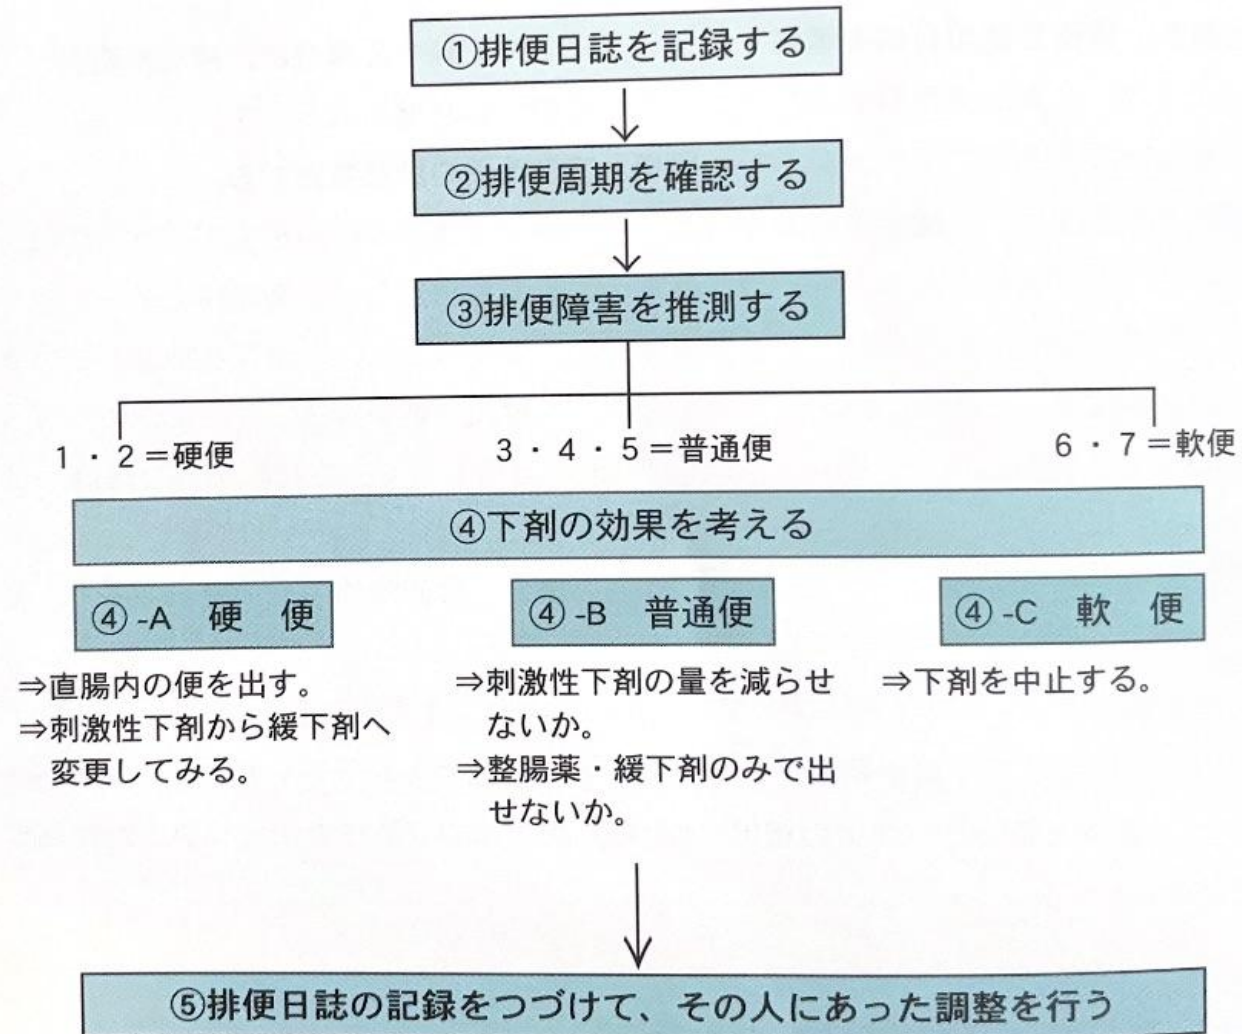 ①排便日誌を記録する
②排便周期を確認する
③排便障害を推測する
1・2=硬便
3・4・5=普通便
6・7=軟便
④下剤の効果を考える
④-A 硬 便
⇒直腸内の便を出す。
⇒刺激性下剤から緩下剤へ
変更してみる。
④-B 普通便
⇒刺激性下剤の量を減らせ
ないか。
⇒整腸薬・緩下剤のみで出
せないか。
④-C 軟 便
⇒下剤を中止する。
⑤排便日誌の記録をつづけて、その人にあった調整を行う